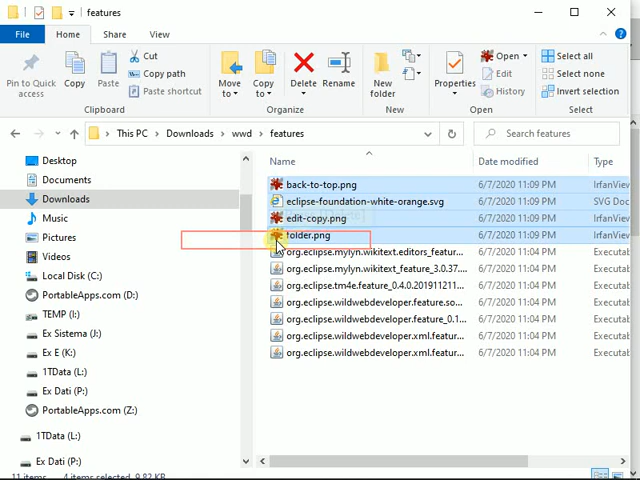 features
File Home Share View
Pin to Quick access
Copy
Paste
Cut
Copy path
Paste shortcut
Clipboard
Move to
Copy to
Delete
Rename
Organize
New folder
New
Properties
Open
Edit
History
Open
Select all
Select none
Invert selection
Select
This PC > Downloads > wwd > features
Search features
Name Date modified Type
Desktop
Documents
Downloads
Music
Pictures
Videos
Local Disk (C:)
PortableApps.com (D:)
TEMP (I:)
Ex Sistema (J:)
Ex E (K:)
1TData (L:)
Ex Dati (P:)
PortableApps.com (Z:)
1TData (L:)
Ex Dati (P:)
back-to-top.png 6/7/2020 11:09 PM IrfanView
eclipse-foundation-white-orange.svg 6/7/2020 11:09 PM SVG Doc
edit-copy.png 6/7/2020 11:09 PM IrfanView
folder.png 6/7/2020 11:09 PM IrfanView
org.eclipse.mylyn.wikitext.editors_featu... 6/7/2020 11:04 PM Executab
org.eclipse.mylyn.wikitext_feature_3.0.37.... 6/7/2020 11:04 PM Executab
org.eclipse.tm4e.feature_0.4.0.201911211... 6/7/2020 11:04 PM Executab
org.eclipse.wildwebdeveloper.feature.so... 6/7/2020 11:04 PM Executab
org.eclipse.wildwebdeveloper.feature_0.1... 6/7/2020 11:04 PM Executab
org.eclipse.wildwebdeveloper.xml.featur... 6/7/2020 11:04 PM Executab
org.eclipse.wildwebdeveloper.xml.featur... 6/7/2020 11:04 PM Executab
11 items 4 items selected 9.82 KB